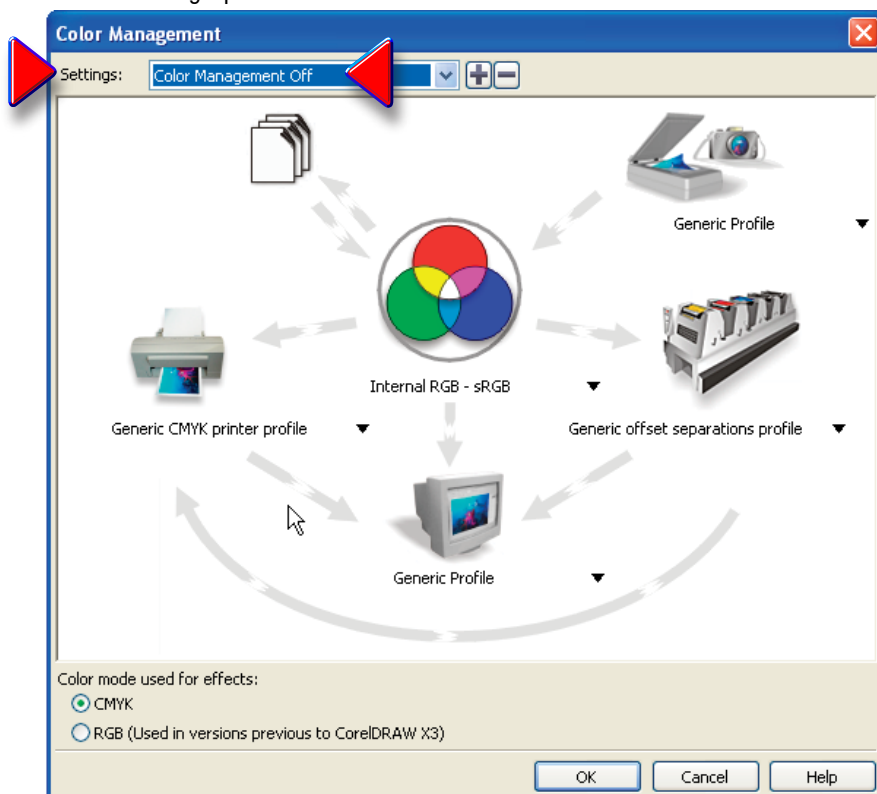 Color Management
Settings: Color Management Off
Generic Profile
Internal RGB - sRGB
Generic CMYK printer profile
Generic offset separations profile
Generic Profile
Color mode used for effects:
CMYK
RGB (Used in versions previous to CorelDRAW X3)
OK Cancel Help